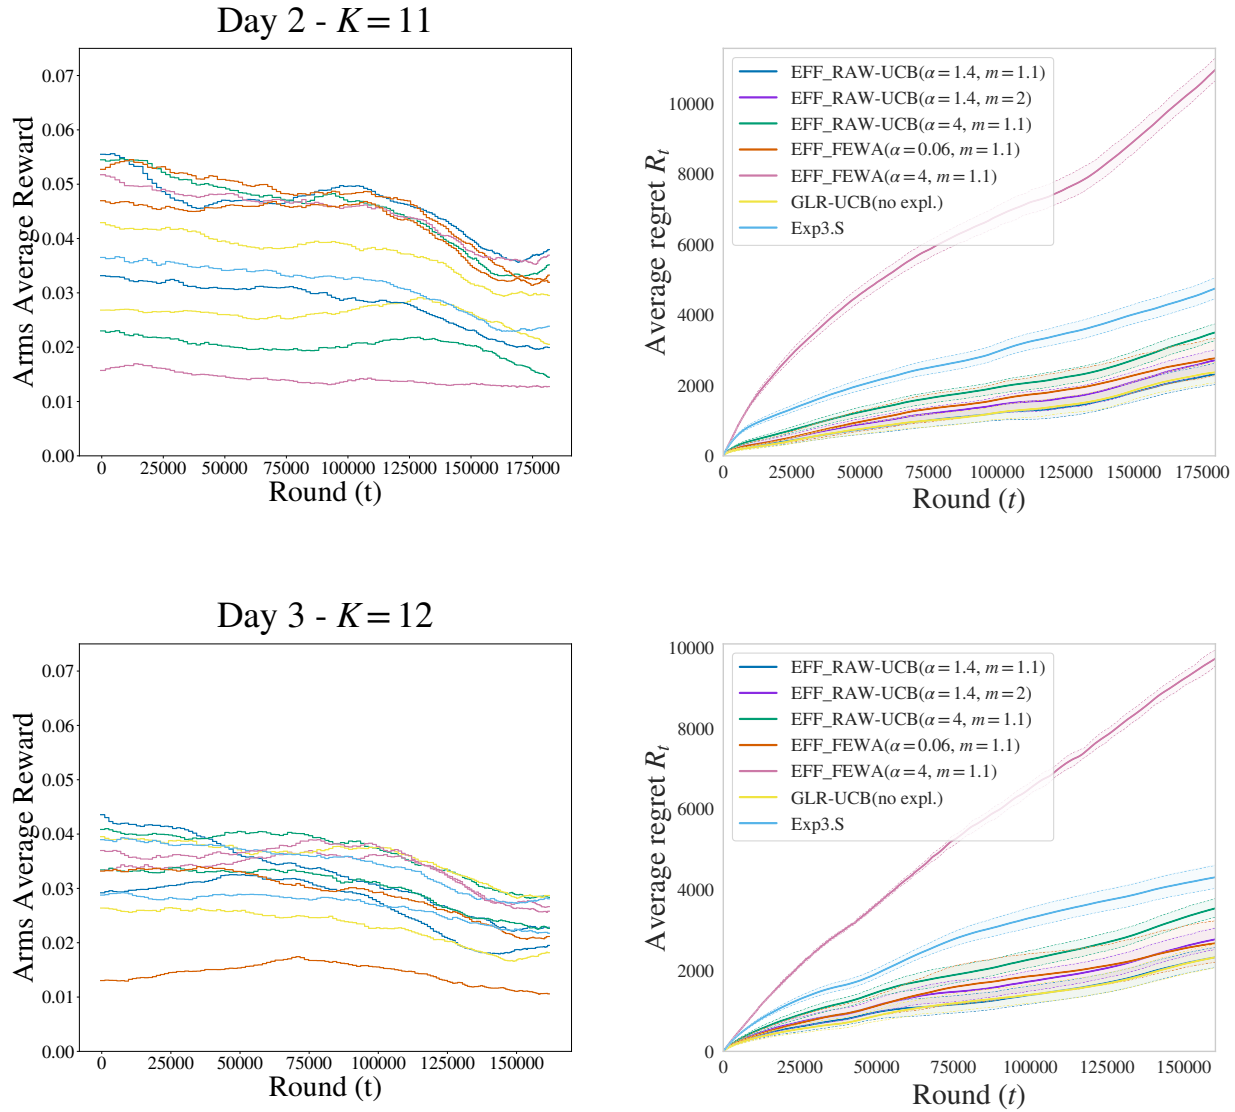 Day 2 - K = 11
Arms Average Reward
0.07
0.06
0.05
0.04
0.03
0.02
0.01
0.00
0 25000 50000 75000 100000 125000 150000 175000
Round (t)
Average regret R_t
10000
8000
6000
4000
2000
0
EFF_RAW-UCB(α = 1.4, m = 1.1)
EFF_RAW-UCB(α = 1.4, m = 2)
EFF_RAW-UCB(α = 4, m = 1.1)
EFF_FEWA(α = 0.06, m = 1.1)
EFF_FEWA(α = 4, m = 1.1)
GLR-UCB(no expl.)
Exp3.S
0 25000 50000 75000 100000 125000 150000 175000
Round (t)
Day 3 - K = 12
Arms Average Reward
0.07
0.06
0.05
0.04
0.03
0.02
0.01
0.00
0 25000 50000 75000 100000 125000 150000
Round (t)
Average regret R_t
10000
8000
6000
4000
2000
0
EFF_RAW-UCB(α = 1.4, m = 1.1)
EFF_RAW-UCB(α = 1.4, m = 2)
EFF_RAW-UCB(α = 4, m = 1.1)
EFF_FEWA(α = 0.06, m = 1.1)
EFF_FEWA(α = 4, m = 1.1)
GLR-UCB(no expl.)
Exp3.S
0 25000 50000 75000 100000 125000 150000
Round (t)